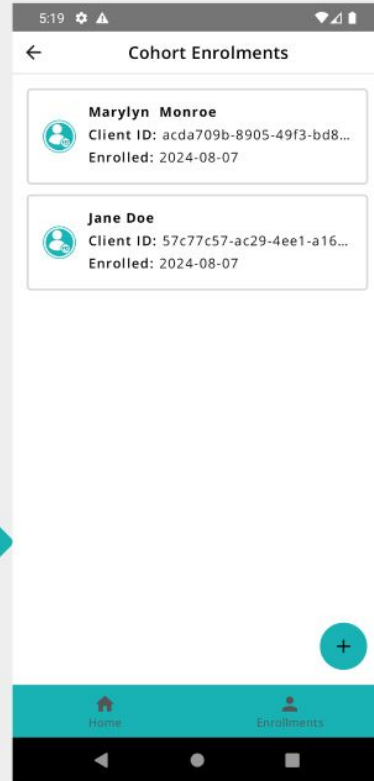 5:19
Cohort Enrolments
Marylyn Monroe
Client ID: acda709b-8905-49f3-bd8...
Enrolled: 2024-08-07
Jane Doe
Client ID: 57c77c57-ac29-4ee1-a16...
Enrolled: 2024-08-07
+
Home
Enrollments